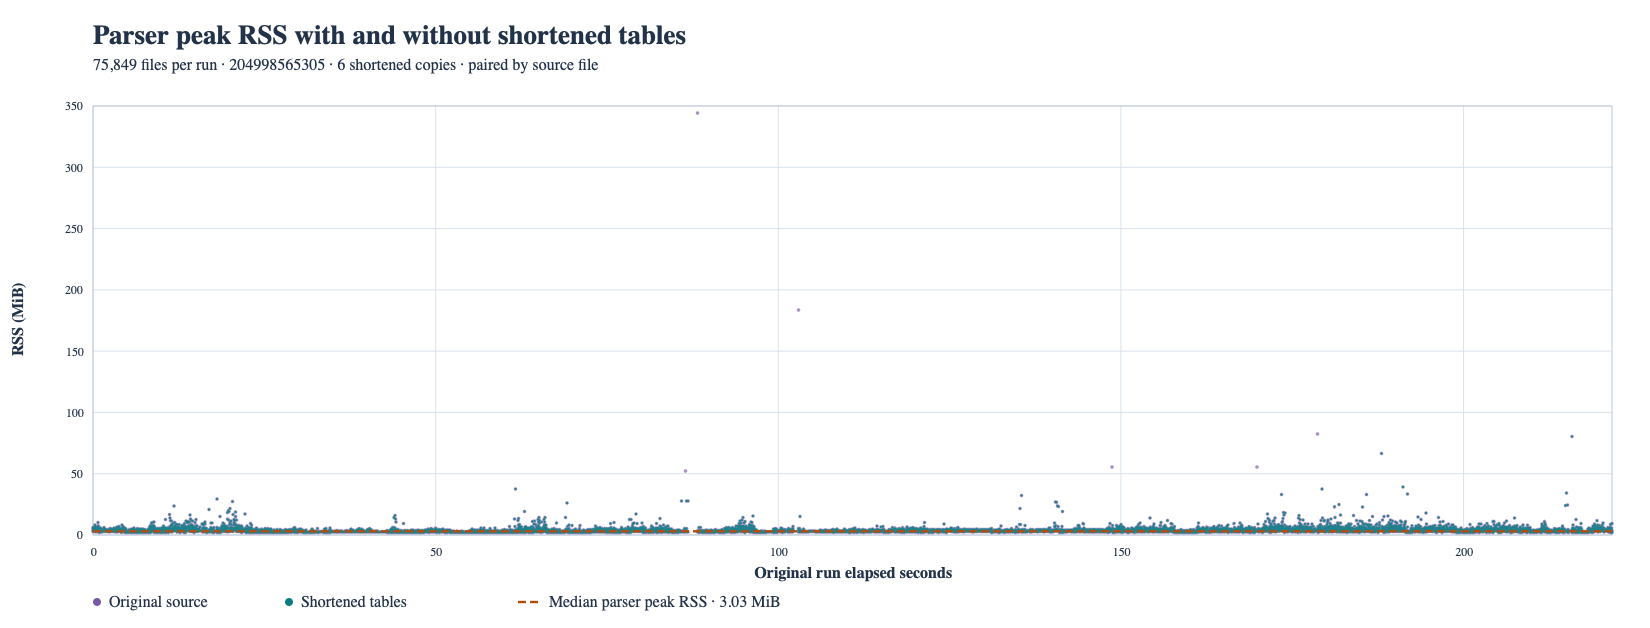 Parser peak RSS with and without shortened tables
75,849 files per run · 204998565305 · 6 shortened copies · paired by source file
350
300
250
200
150
100
50
0
RSS (MiB)
0 50 100 150 200
Original run elapsed seconds
Original source Shortened tables Median parser peak RSS · 3.03 MiB